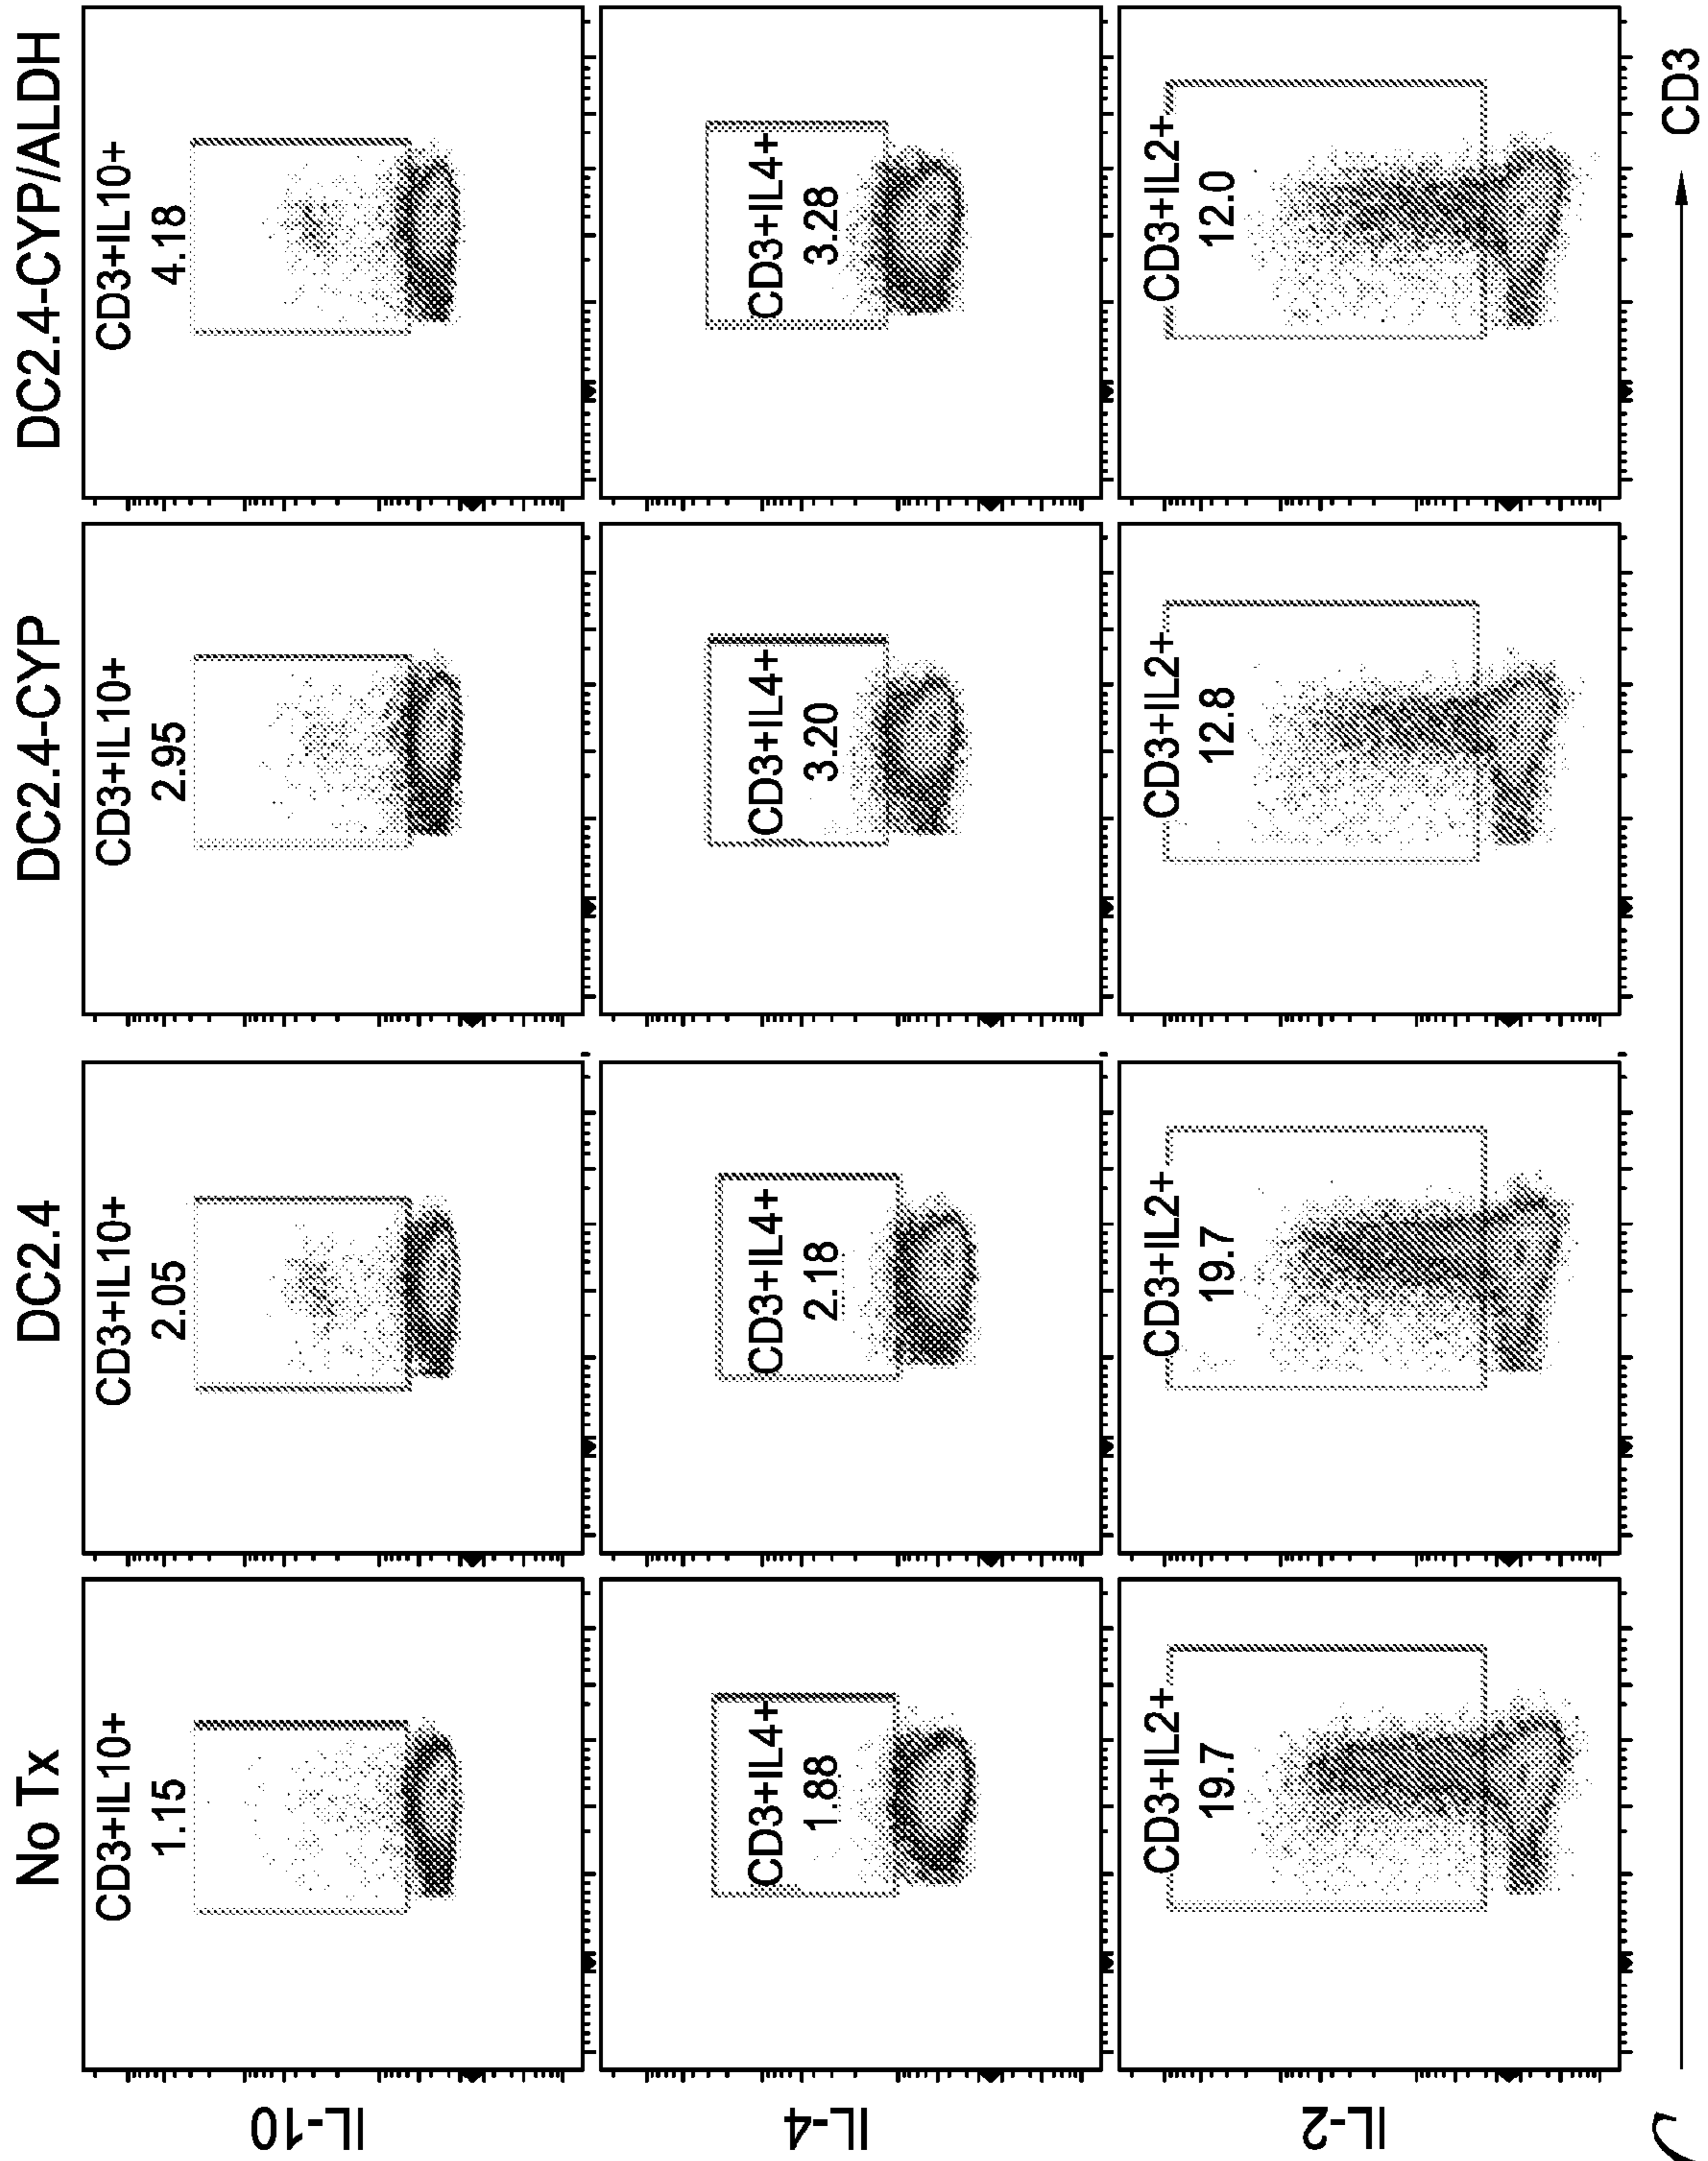 No Tx
DC2.4
DC2.4-CYP
DC2.4-CYP/ALDH
IL-10
CD3+IL10+
1.15
CD3+IL10+
2.05
CD3+IL10+
2.95
CD3+IL10+
4.18
IL-4
CD3+IL4+
1.88
CD3+IL4+
2.18
CD3+IL4+
3.20
CD3+IL4+
3.28
IL-2
CD3+IL2+
19.7
CD3+IL2+
19.7
CD3+IL2+
12.8
CD3+IL2+
12.0
CD3